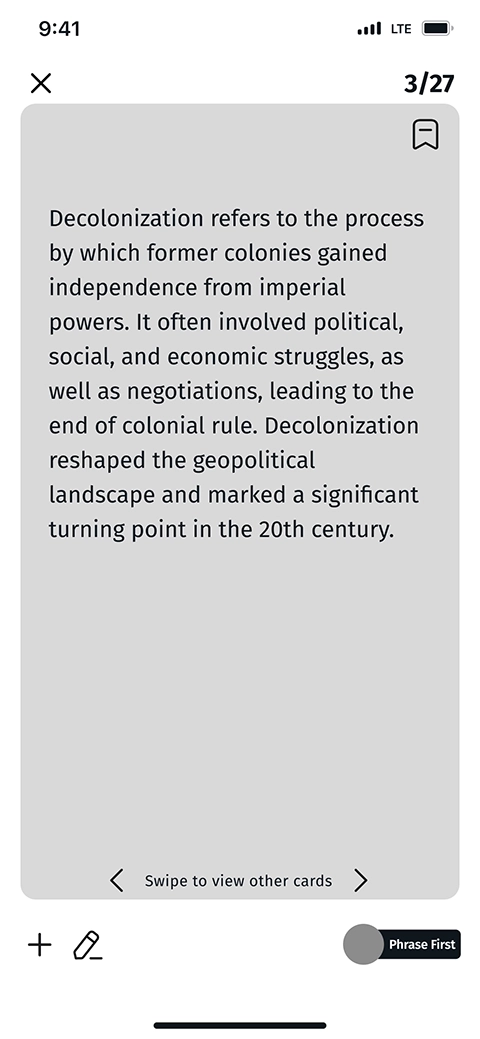 9:41
LTE
3/27
Decolonization refers to the process
by which former colonies gained
independence from imperial
powers. It often involved political,
social, and economic struggles, as
well as negotiations, leading to the
end of colonial rule. Decolonization
reshaped the geopolitical
landscape and marked a significant
turning point in the 20th century.
Swipe to view other cards
Phrase First